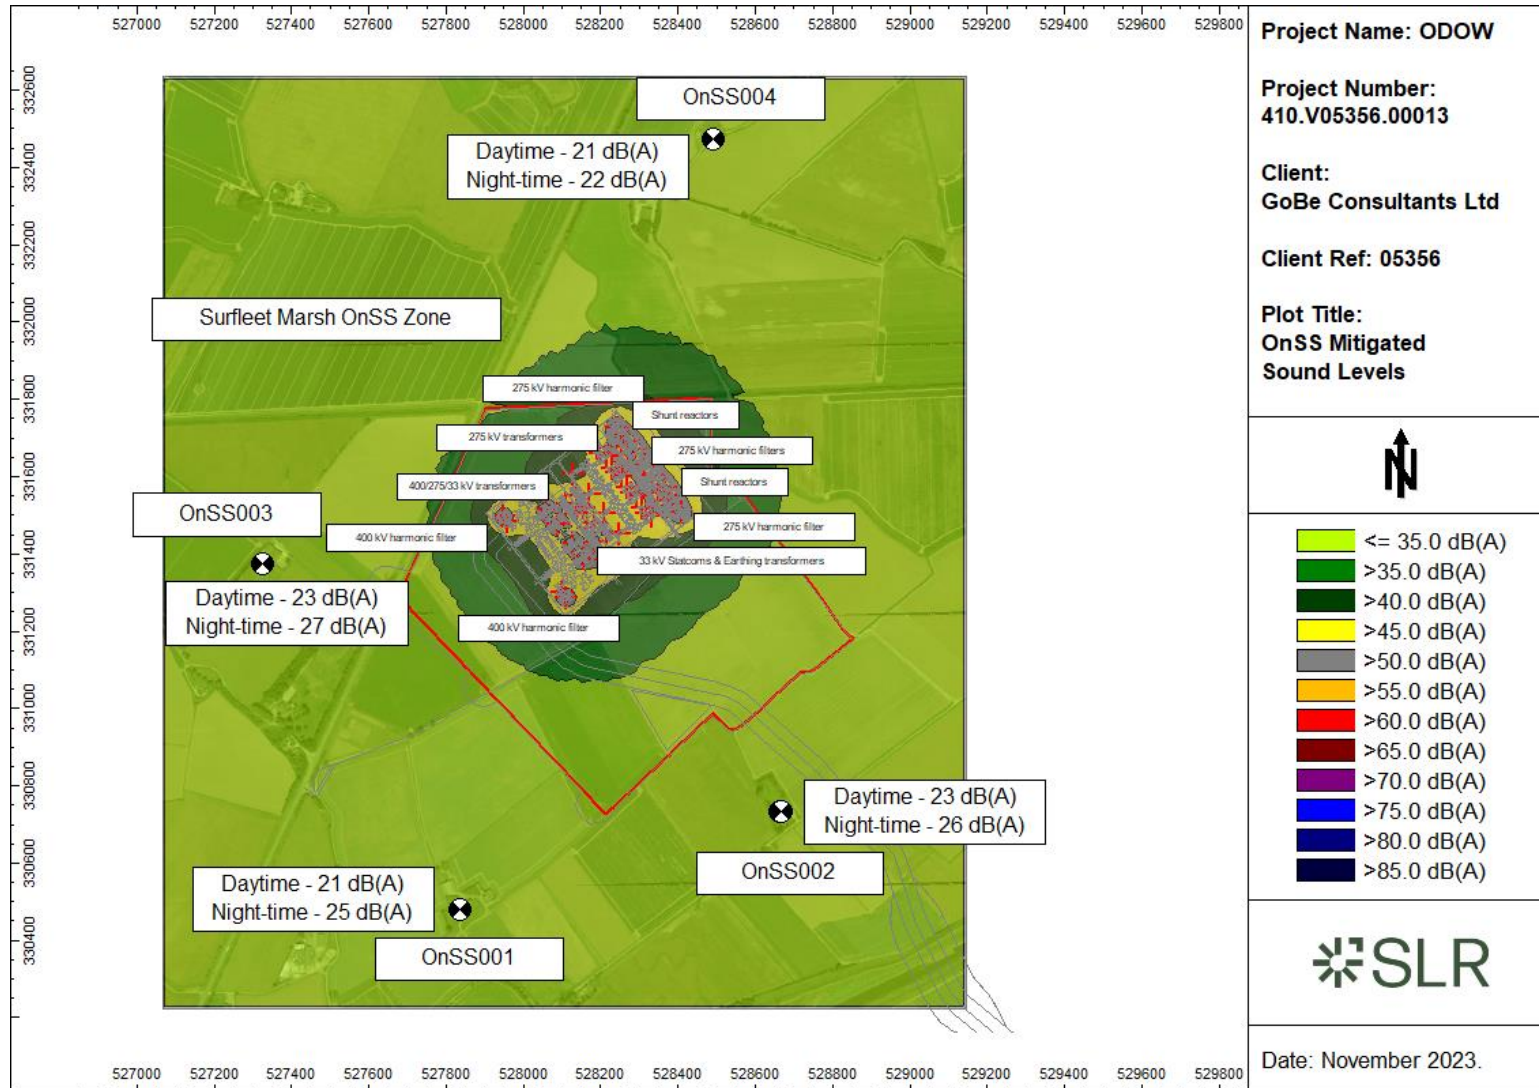 527000 527200 527400 527600 527800 528000 528200 528400 528600 528800 529000 529200 529400 529600 529800
332600
332400
332200
332000
331800
331600
331400
331200
331000
330800
330600
330400
OnSS004
Daytime - 21 dB(A)
Night-time - 22 dB(A)
Surfleet Marsh OnSS Zone
275 kV harmonic filter
Shunt reactors
275 kV transformers
275 kV harmonic filters
400/275/33 kV transformers
Shunt reactors
OnSS003
275 kV harmonic filter
400 kV harmonic filter
33 kV Statcoms & Earthing transformers
Daytime - 23 dB(A)
Night-time - 27 dB(A)
400 kV harmonic filter
Daytime - 23 dB(A)
Night-time - 26 dB(A)
OnSS002
Daytime - 21 dB(A)
Night-time - 25 dB(A)
OnSS001
527000 527200 527400 527600 527800 528000 528200 528400 528600 528800 529000 529200 529400 529600 529800
Project Name: ODOW
Project Number:
410.V05356.00013
Client:
GoBe Consultants Ltd
Client Ref: 05356
Plot Title:
OnSS Mitigated
Sound Levels
N
<= 35.0 dB(A)
>35.0 dB(A)
>40.0 dB(A)
>45.0 dB(A)
>50.0 dB(A)
>55.0 dB(A)
>60.0 dB(A)
>65.0 dB(A)
>70.0 dB(A)
>75.0 dB(A)
>80.0 dB(A)
>85.0 dB(A)
SLR
Date: November 2023.